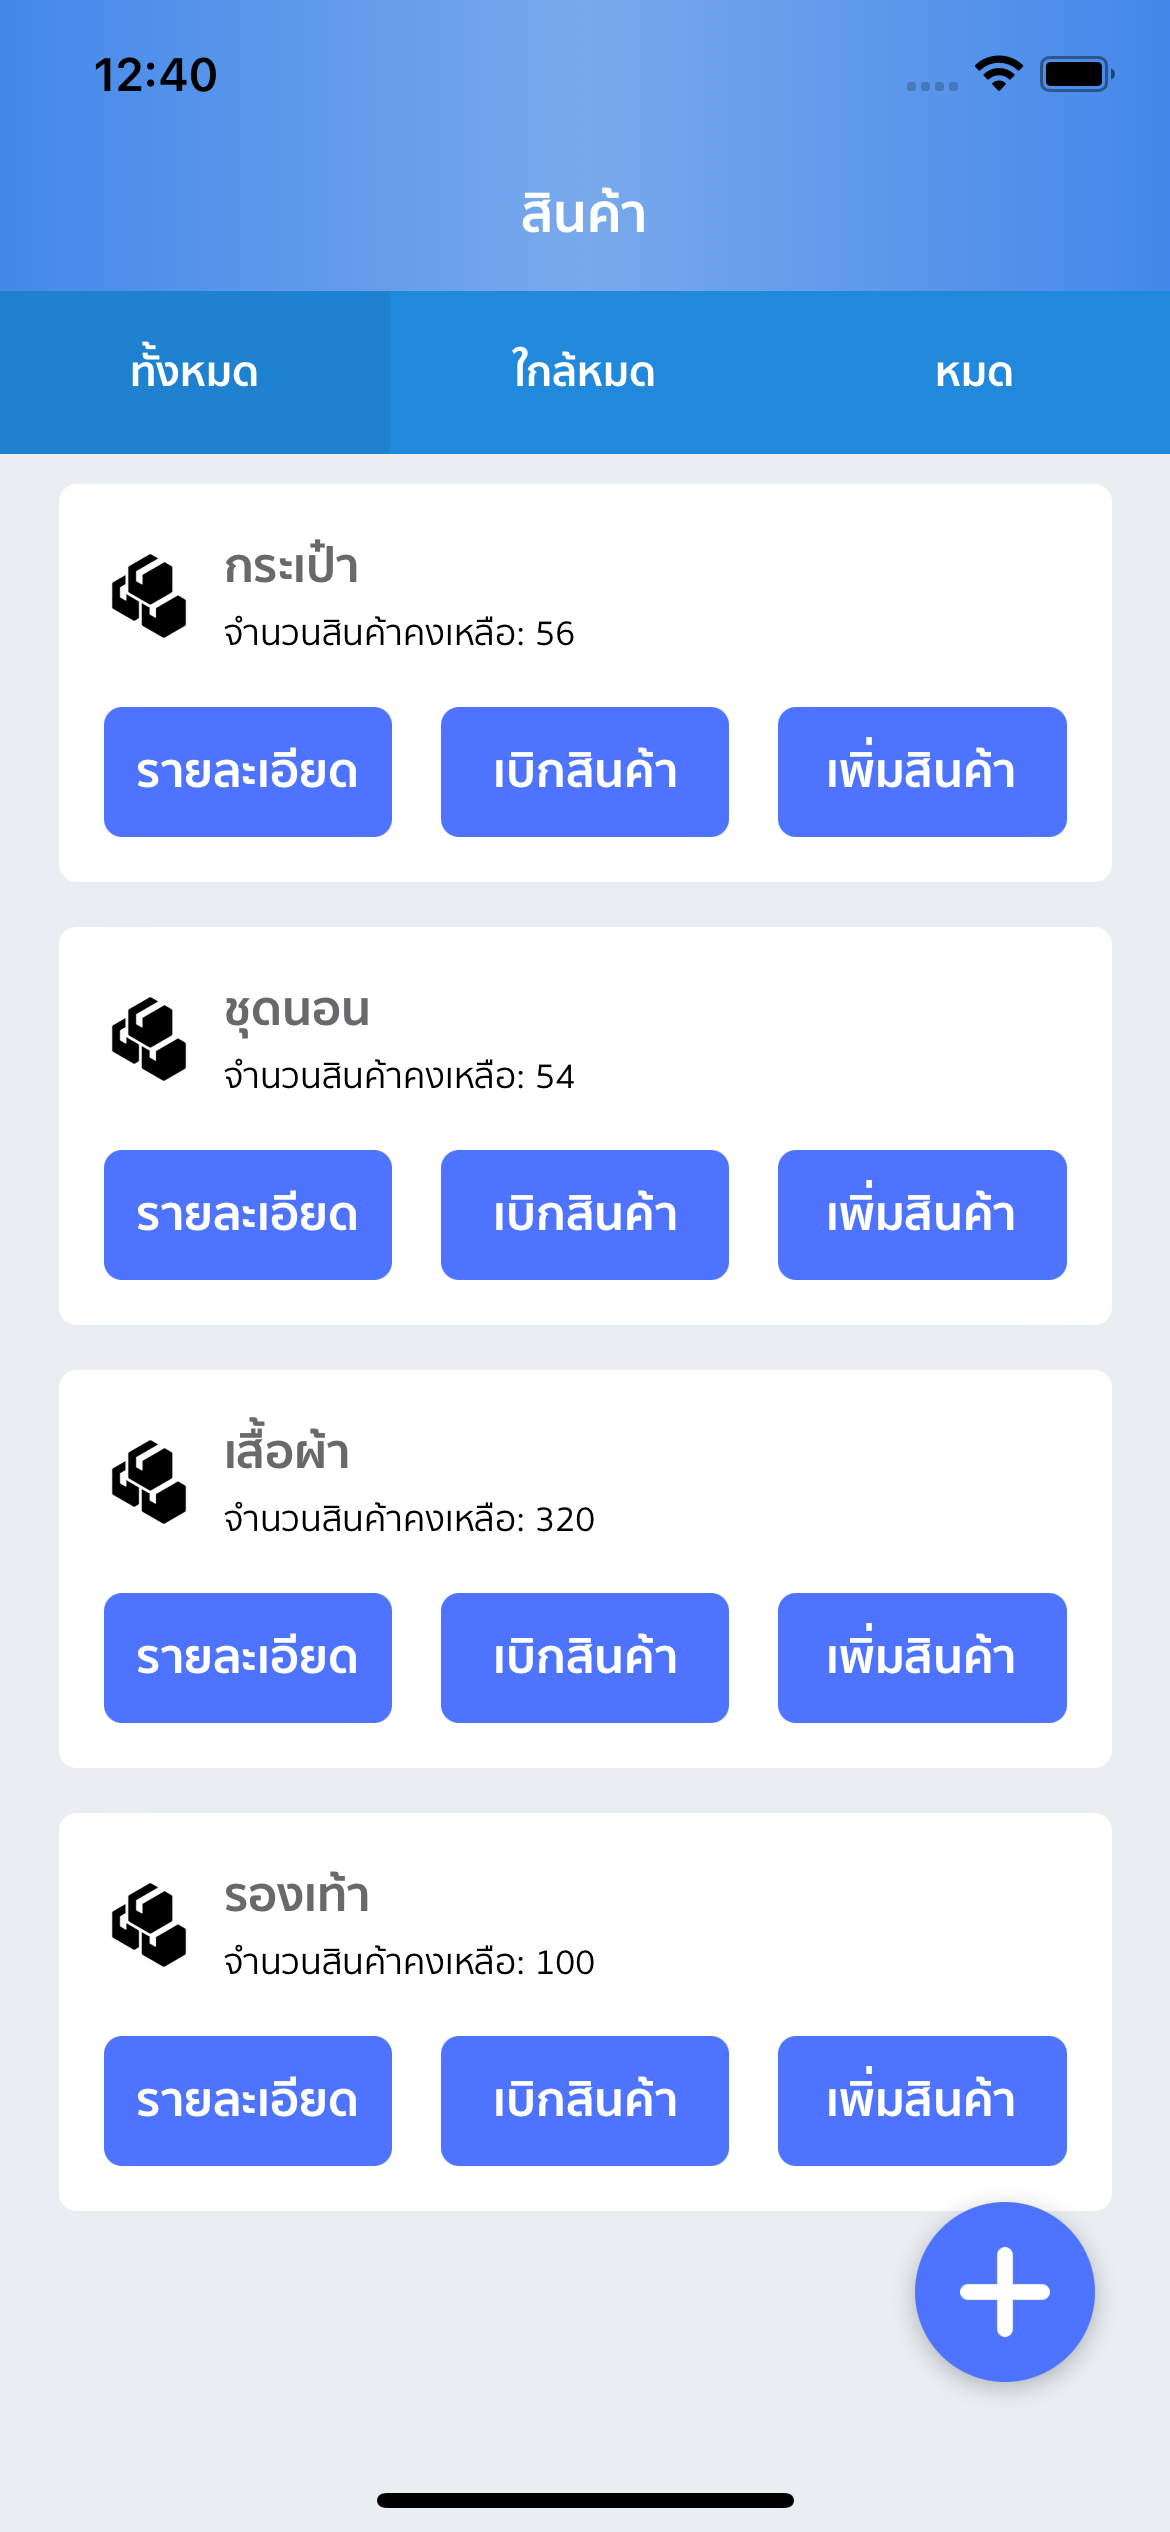 12:40
สินค้า
ทั้งหมด ใกล้หมด หมด
กระเป๋า
จำนวนสินค้าคงเหลือ: 56
รายละเอียด เบิกสินค้า เพิ่มสินค้า
ชุดนอน
จำนวนสินค้าคงเหลือ: 54
รายละเอียด เบิกสินค้า เพิ่มสินค้า
เสื้อผ้า
จำนวนสินค้าคงเหลือ: 320
รายละเอียด เบิกสินค้า เพิ่มสินค้า
รองเท้า
จำนวนสินค้าคงเหลือ: 100
รายละเอียด เบิกสินค้า เพิ่มสินค้า